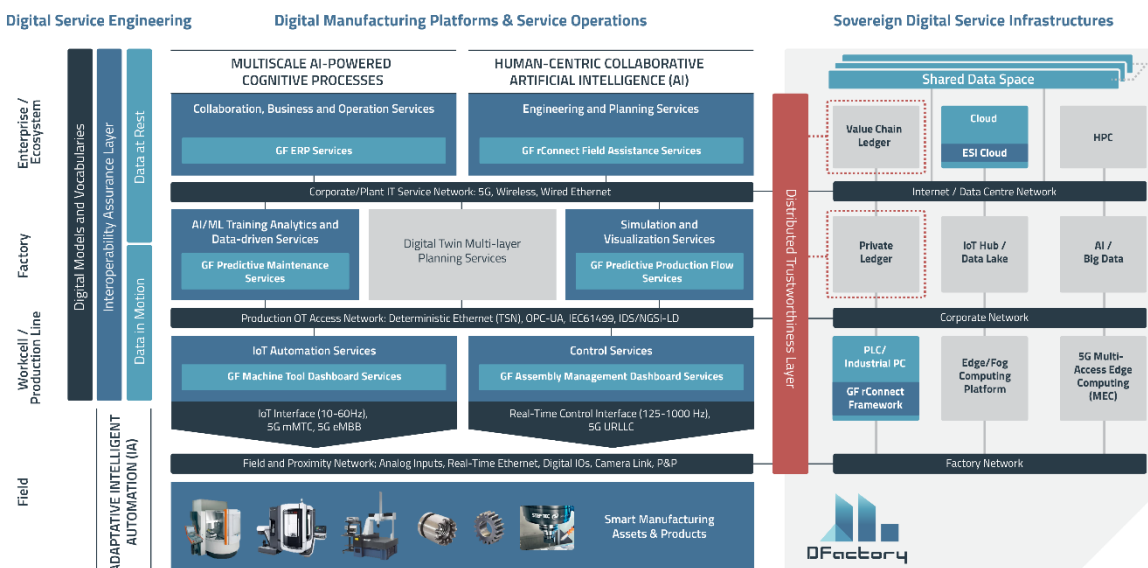 Digital Service Engineering
Digital Manufacturing Platforms & Service Operations
Sovereign Digital Service Infrastructures
Enterprise /
Ecosystem
Factory
Workcell /
Production Line
Field
Digital Models and Vocabularies
Interoperability Assurance Layer
Data at Rest
Data in Motion
ADAPTATIVE INTELLIGENT
AUTOMATION (IA)
MULTISCALE AI-POWERED
COGNITIVE PROCESSES
HUMAN-CENTRIC COLLABORATIVE
ARTIFICIAL INTELLIGENCE (AI)
Collaboration, Business and Operation Services
GF ERP Services
Engineering and Planning Services
GF rConnect Field Assistance Services
Corporate/Plant IT Service Network: 5G, Wireless, Wired Ethernet
AI/ML Training Analytics and
Data-driven Services
GF Predictive Maintenance
Services
Digital Twin Multi-layer
Planning Services
Simulation and
Visualization Services
GF Predictive Production Flow
Services
Production OT Access Network: Deterministic Ethernet (TSN), OPC-UA, IEC61499, IDS/NGSI-LD
IoT Automation Services
GF Machine Tool Dashboard Services
Control Services
GF Assembly Management Dashboard Services
IoT Interface (10-60Hz),
5G mMTC, 5G eMBB
Real-Time Control Interface (125-1000 Hz),
5G URLLC
Field and Proximity Network; Analog Inputs, Real-Time Ethernet, Digital IOs, Camera Link, P&P
Smart Manufacturing
Assets & Products
Distributed Trustworthiness Layer
Shared Data Space
Value Chain
Ledger
Cloud
ESI Cloud
HPC
Internet / Data Centre Network
Private
Ledger
IoT Hub /
Data Lake
AI /
Big Data
Corporate Network
PLC/
Industrial PC
GF rConnect
Framework
Edge/Fog
Computing
Platform
5G Multi-
Access Edge
Computing
(MEC)
Factory Network
DFactory